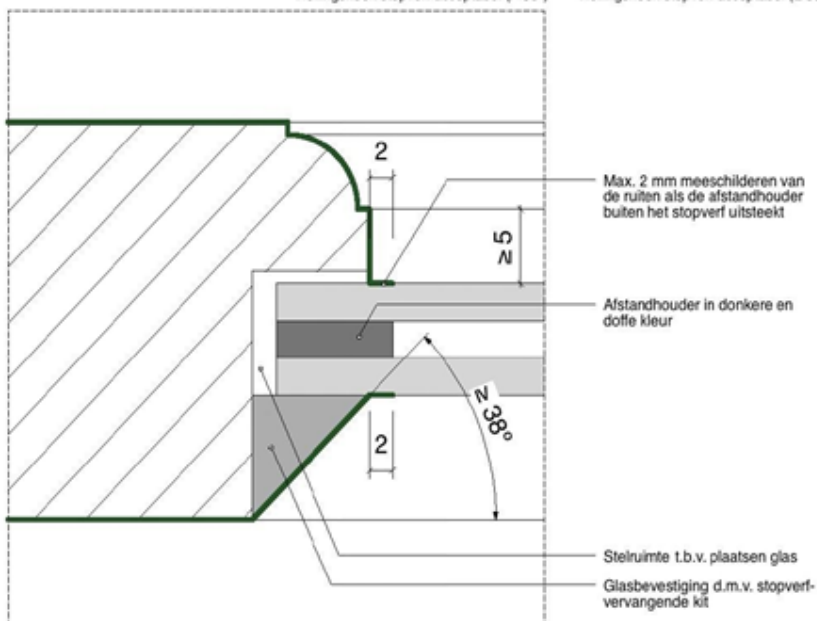 2
Max. 2 mm meeschilderen van
de ruiten als de afstandhouder
buiten het stopverf uitsteekt
≥ 5
Afstandhouder in donkere en
doffe kleur
≥ 38°
2
Stelruimte t.b.v. plaatsen glas
Glasbevestiging d.m.v. stopverf-
vervangende kit